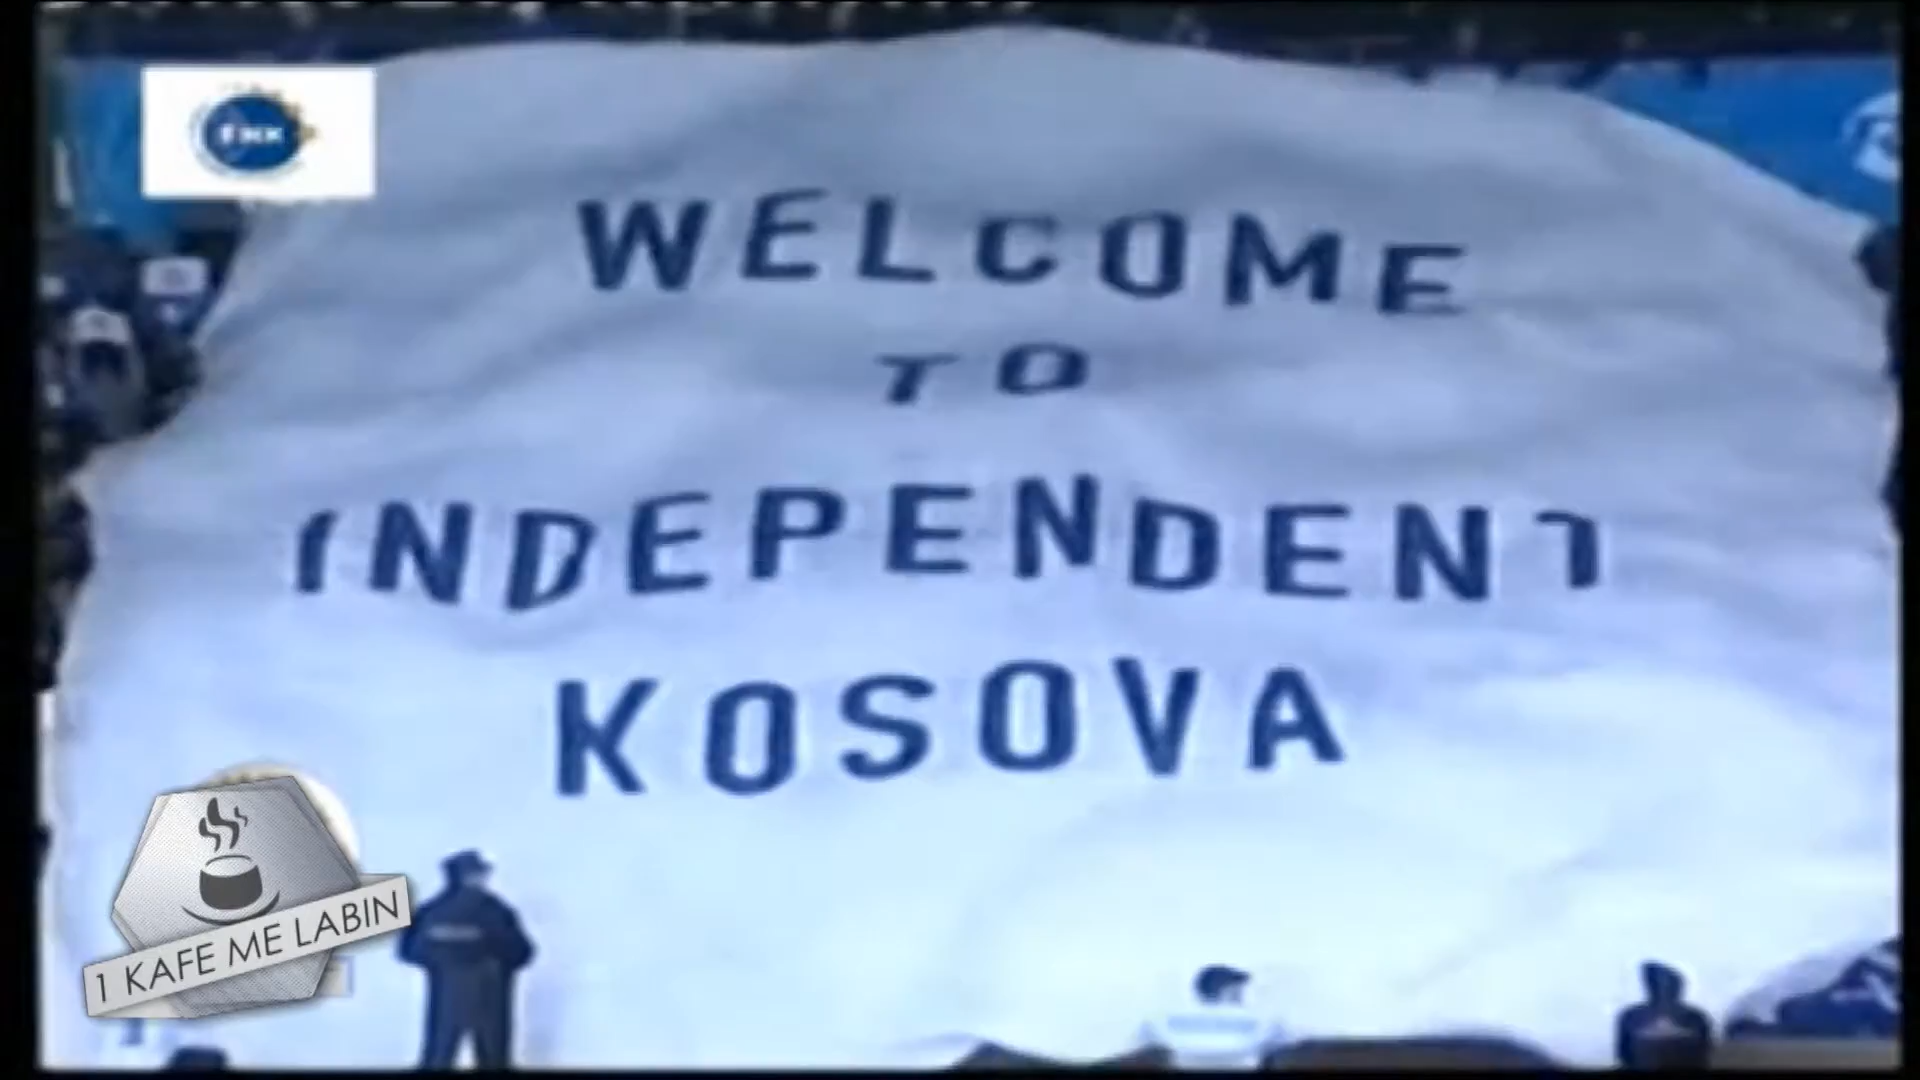 WELCOME
TO
INDEPENDENT
KOSOVA
1 KAFE ME LABIN